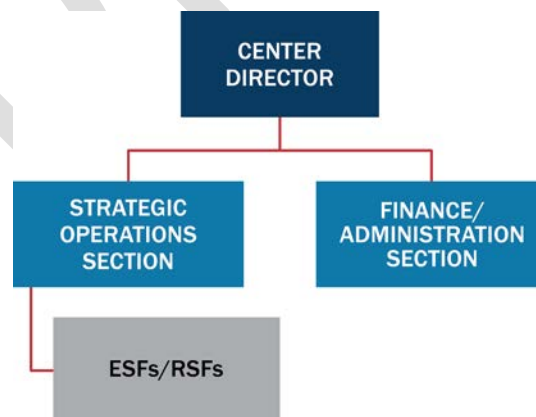 CENTER
DIRECTOR
STRATEGIC
OPERATIONS
SECTION
FINANCE/
ADMINISTRATION
SECTION
ESFs/RSFs